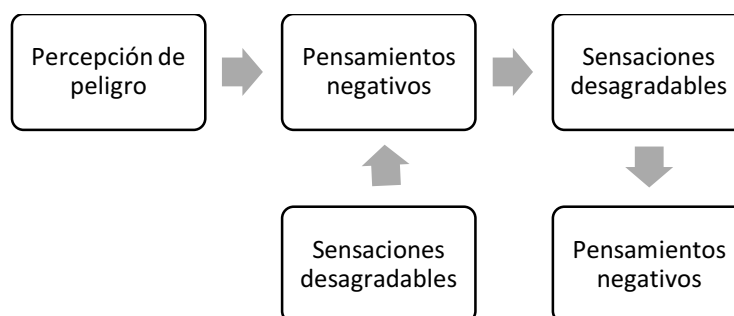 Percepción de
peligro
Pensamientos
negativos
Sensaciones
desagradables
Sensaciones
desagradables
Pensamientos
negativos